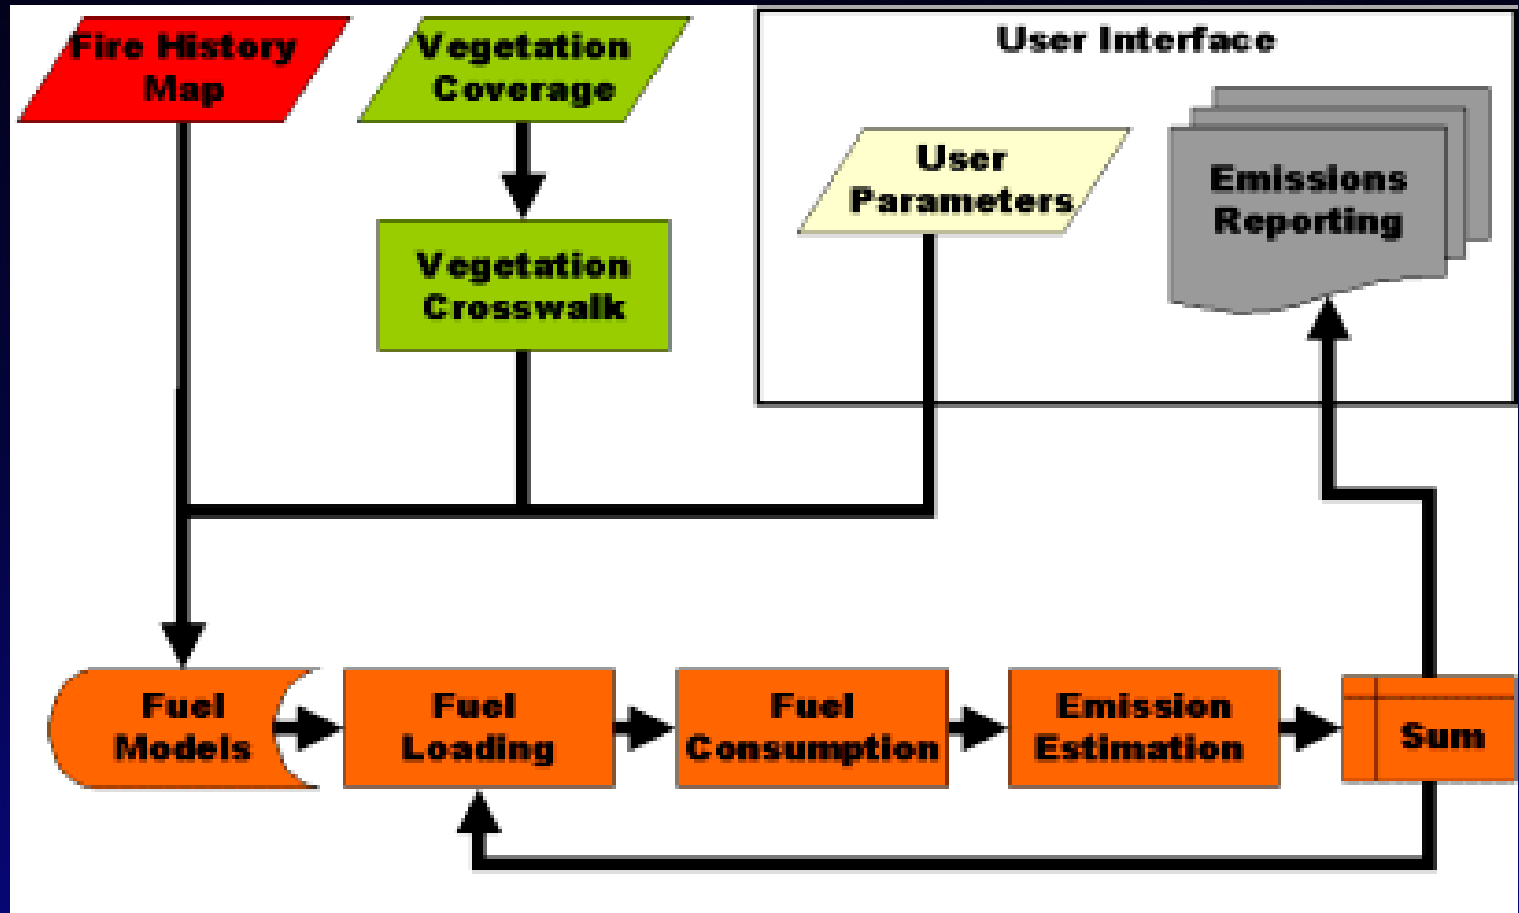 Fire History
Map
Vegetation
Coverage
User Interface
User
Parameters
Emissions
Reporting
Vegetation
Crosswalk
Fuel
Models
Fuel
Loading
Fuel
Consumption
Emission
Estimation
Sum